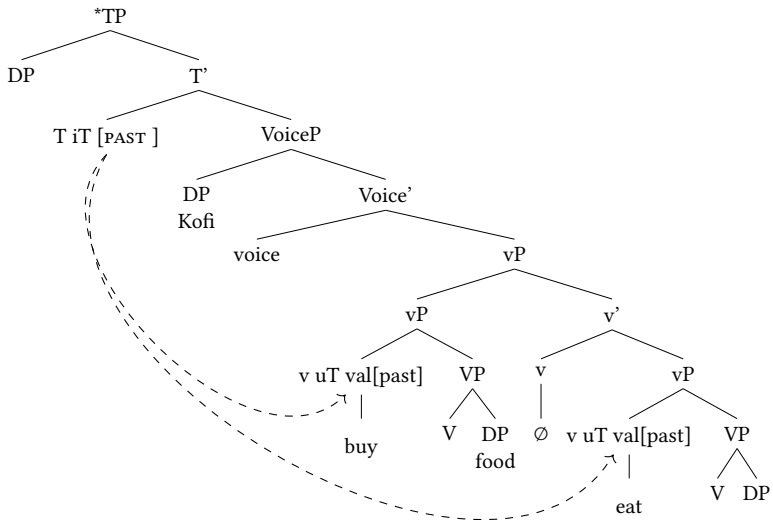 *TP
DP T’
T iT [PAST ] VoiceP
DP Voice’
Kofi
voice vP
vP v’
v uT val[past] VP v vP
buy V DP ∅ v uT val[past] VP
food
eat V DP